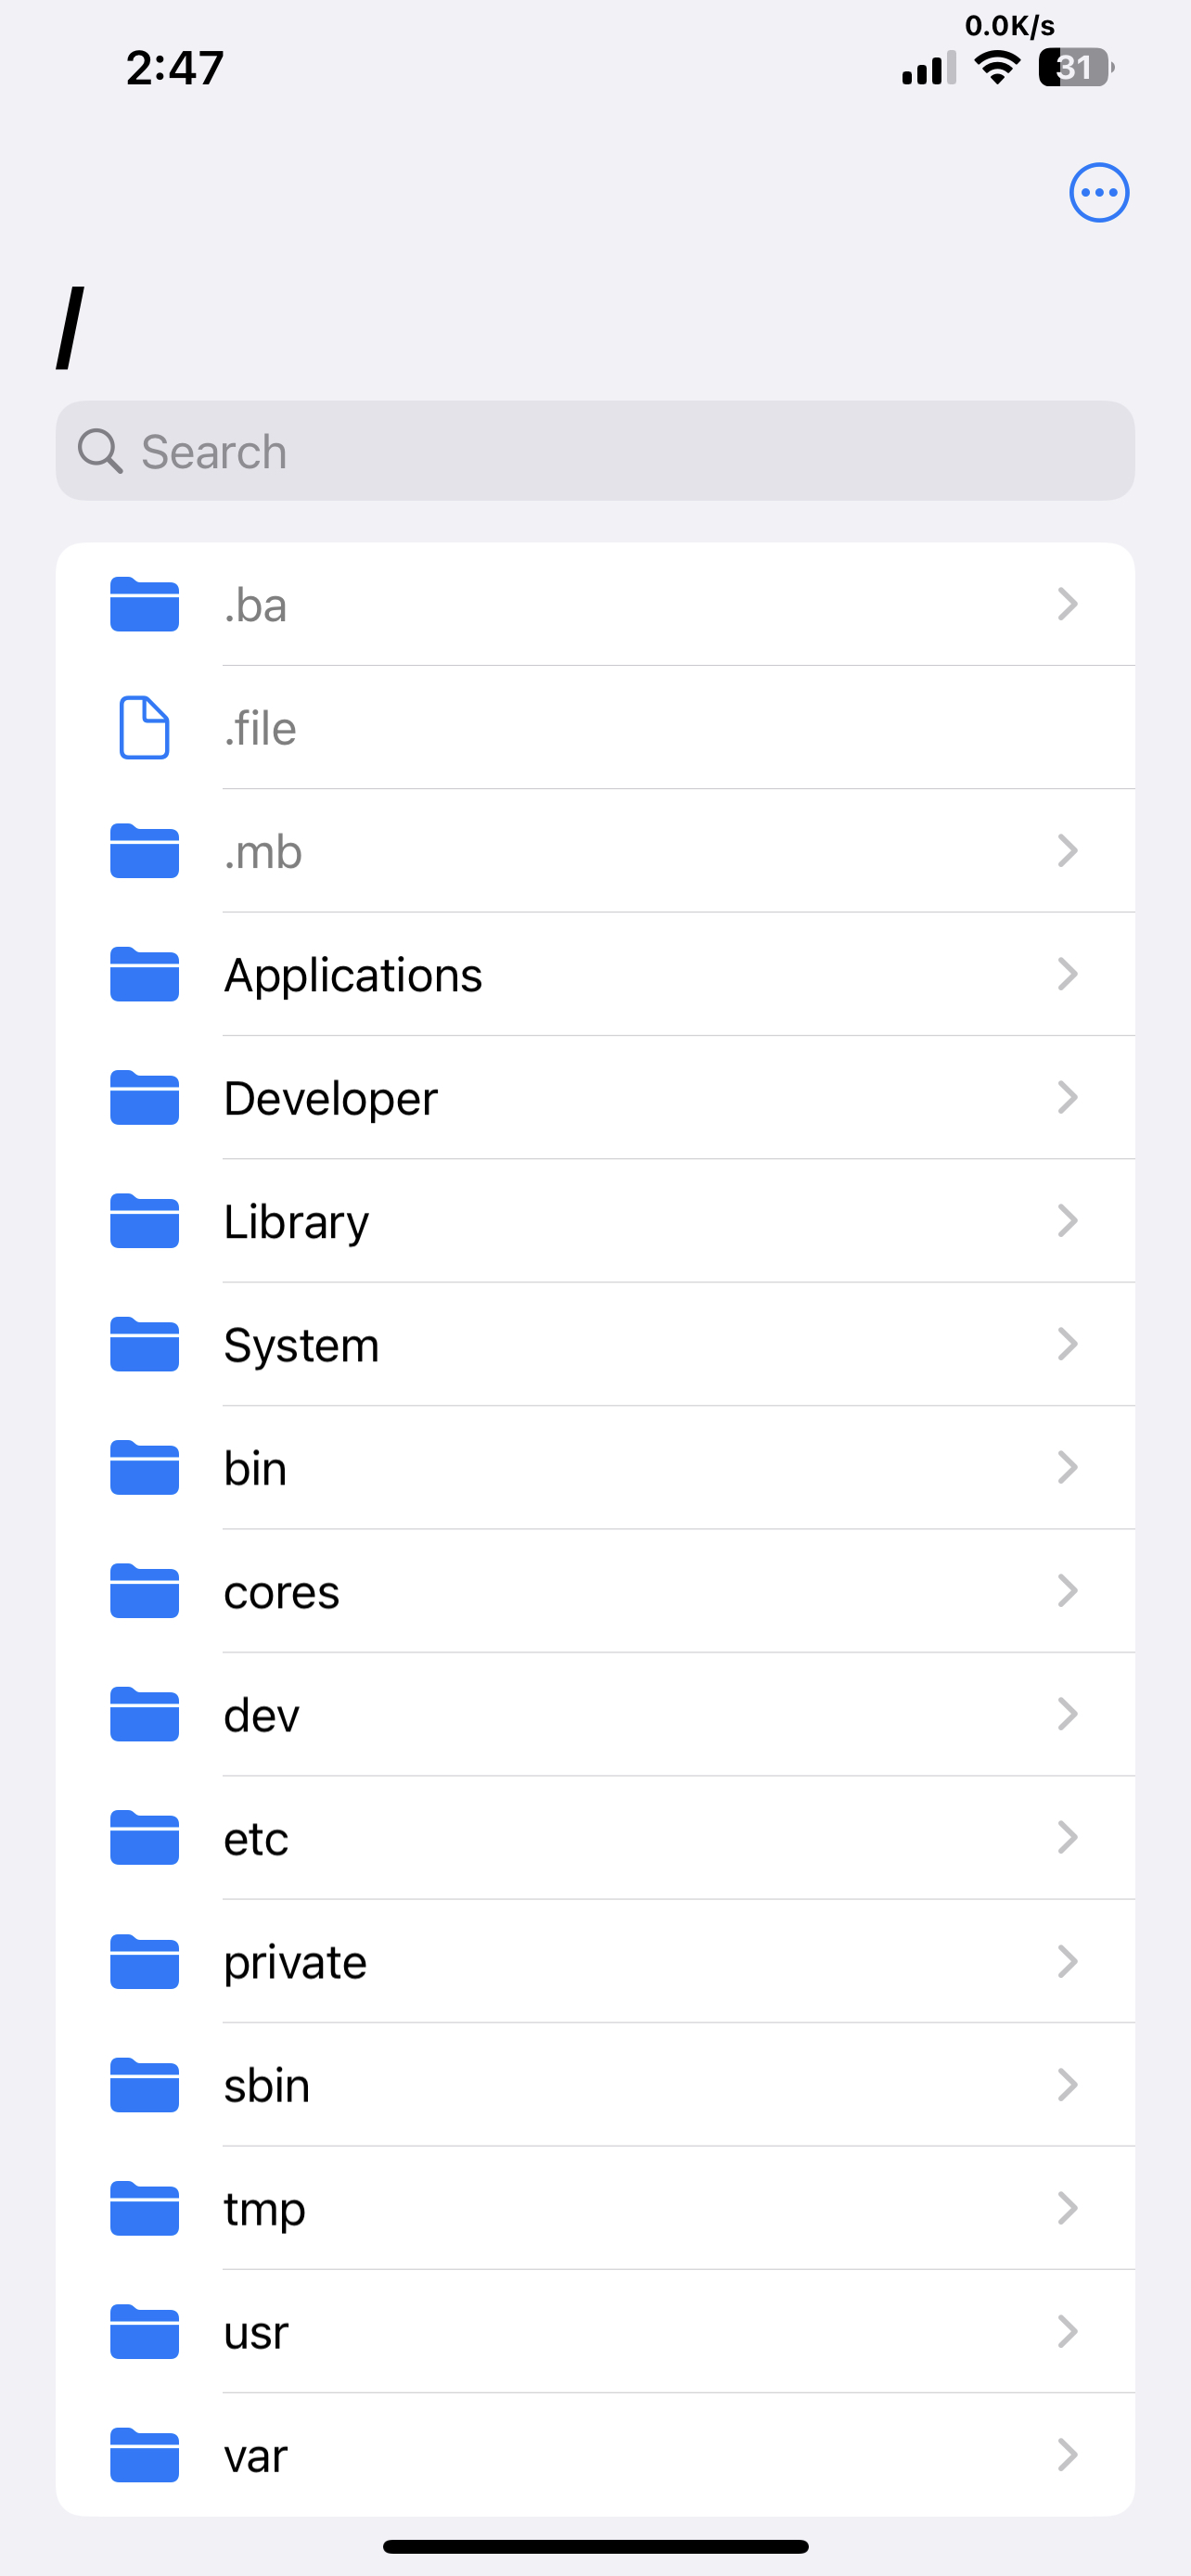 0.0K/s
2:47
31
/
Search
.ba
.file
.mb
Applications
Developer
Library
System
bin
cores
dev
etc
private
sbin
tmp
usr
var